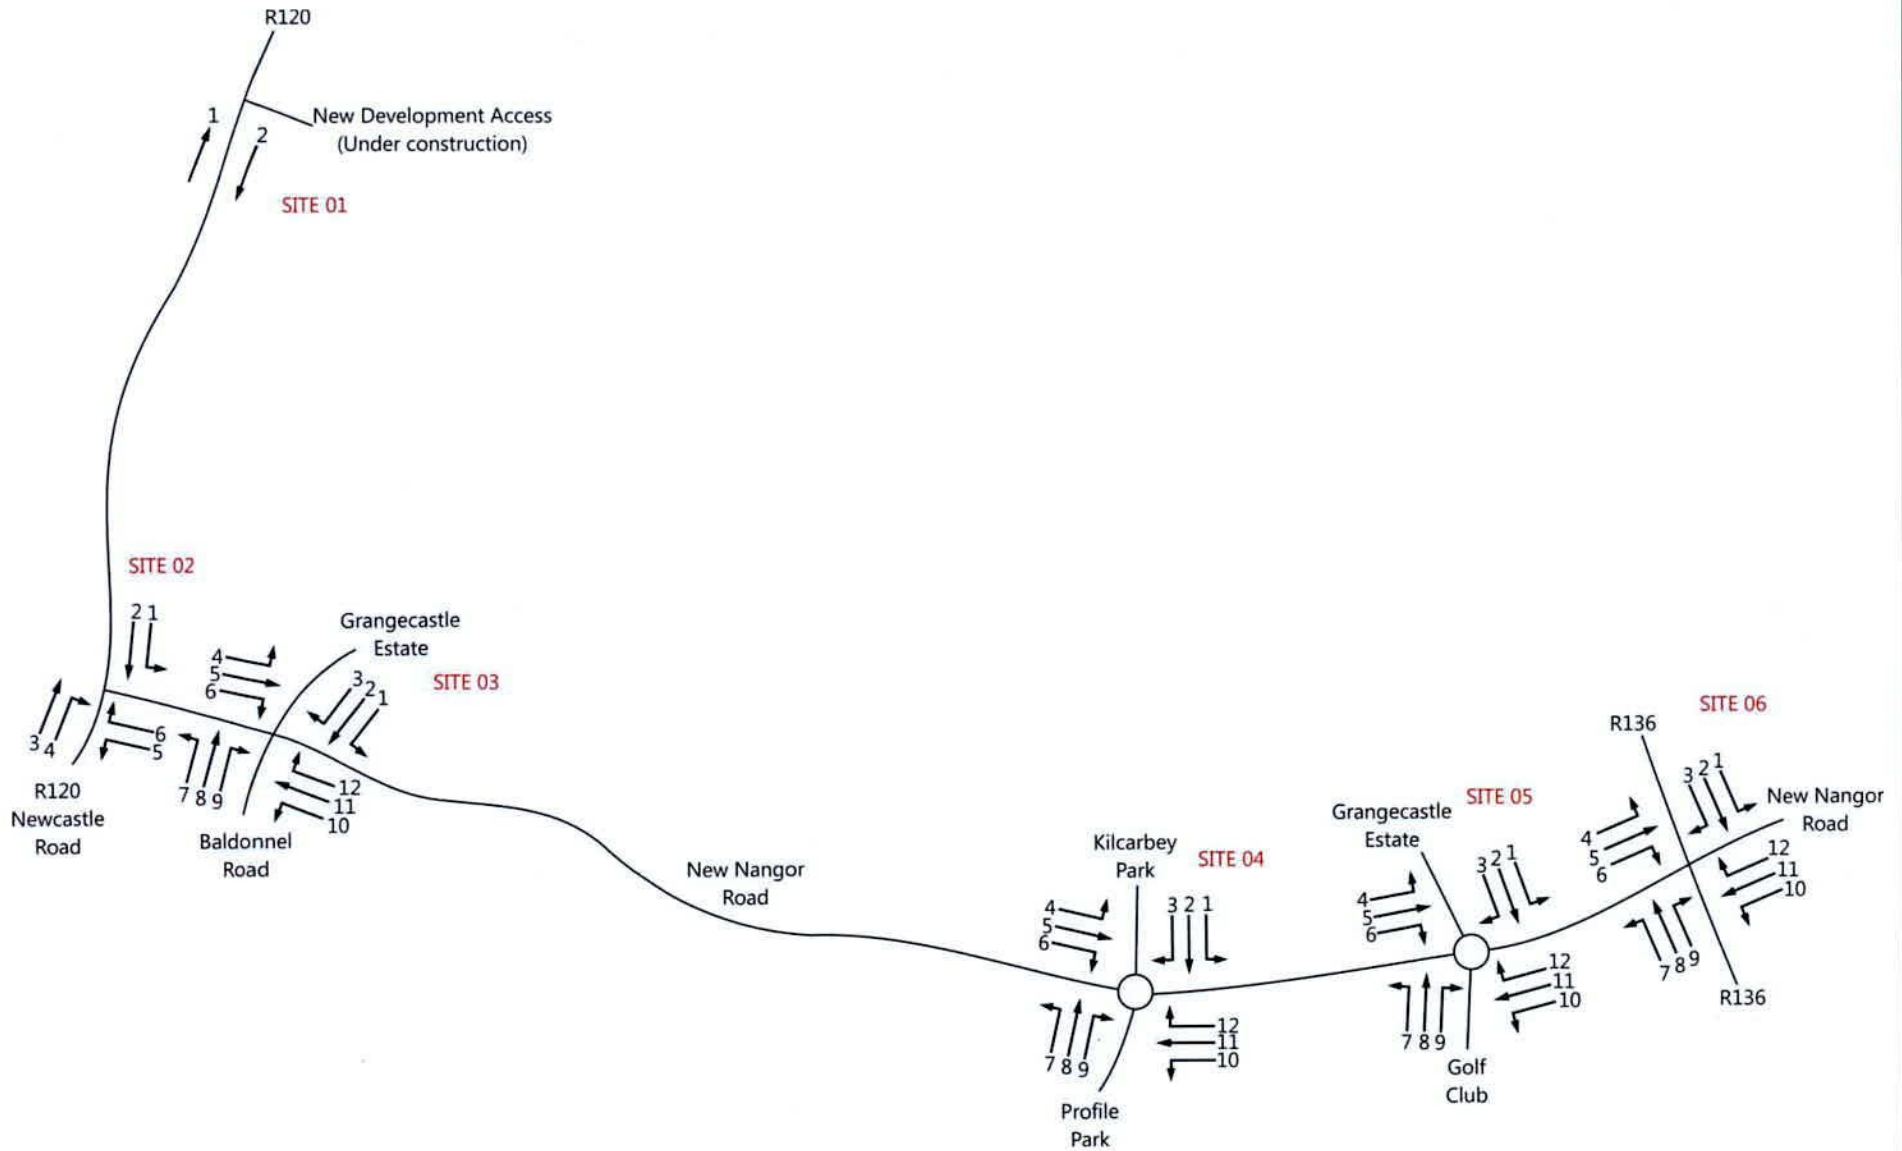 R120
New Development Access
(Under construction)
1
2
SITE 01
SITE 02
2 1
3
4
6
5
R120
Newcastle
Road
Grangecastle
Estate
SITE 03
4
5
6
3
2
1
7 8 9
12
11
10
Baldonnel
Road
New Nangor
Road
Kilcarbey
Park
SITE 04
4
5
6
3 2 1
7 8 9
12
11
10
Profile
Park
Grangecastle
Estate
SITE 05
4
5
6
3 2 1
7 8 9
12
11
10
Golf
Club
R136
SITE 06
4
5
6
3 2 1
New Nangor
Road
12
11
10
7 8 9
R136